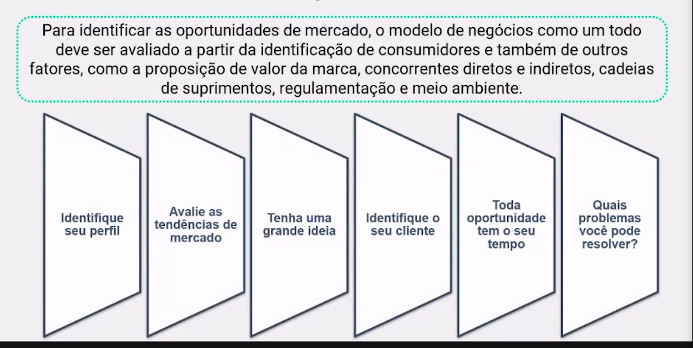 Para identificar as oportunidades de mercado, o modelo de negócios como um todo
deve ser avaliado a partir da identificação de consumidores e também de outros
fatores, como a proposição de valor da marca, concorrentes diretos e indiretos, cadeias
de suprimentos, regulamentação e meio ambiente.
Identifique
seu perfil
Avalie as
tendências de
mercado
Tenha uma
grande ideia
Identifique o
seu cliente
Toda
oportunidade
tem o seu
tempo
Quais
problemas
você pode
resolver?